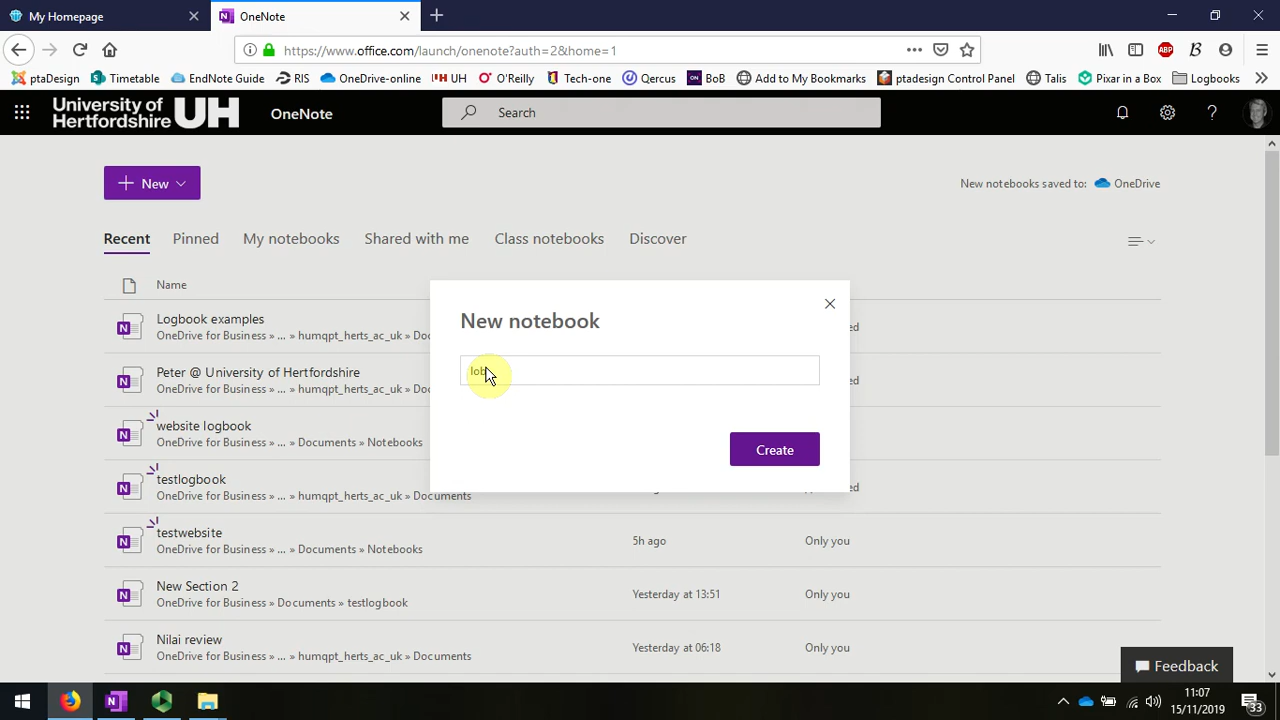 My Homepage
OneNote
https://www.office.com/launch/onenote?auth=2&home=1
ABP
ptaDesign
Timetable
EndNote Guide
RIS
OneDrive-online
UH
O'Reilly
Tech-one
Qercus
BoB
Add to My Bookmarks
ptadesign Control Panel
Talis
Pixar in a Box
Logbooks
University of
Hertfordshire UH
OneNote
Search
New
New notebooks saved to: OneDrive
Recent
Pinned
My notebooks
Shared with me
Class notebooks
Discover
Name
Logbook examples
OneDrive for Business » ... » humqpt_herts_ac_uk » Doc
Peter @ University of Hertfordshire
OneDrive for Business » ... » humqpt_herts_ac_uk » Doc
website logbook
OneDrive for Business » ... » Documents » Notebooks
testlogbook
OneDrive for Business » ... » humqpt_herts_ac_uk » Documents
testwebsite
OneDrive for Business » ... » Documents » Notebooks
5h ago
Only you
New Section 2
OneDrive for Business » Documents » testlogbook
Yesterday at 13:51
Only you
Nilai review
OneDrive for Business » ... » humqpt_herts_ac_uk » Documents
Yesterday at 06:18
Only you
New notebook
lob
Create
Feedback
11:07
15/11/2019
33